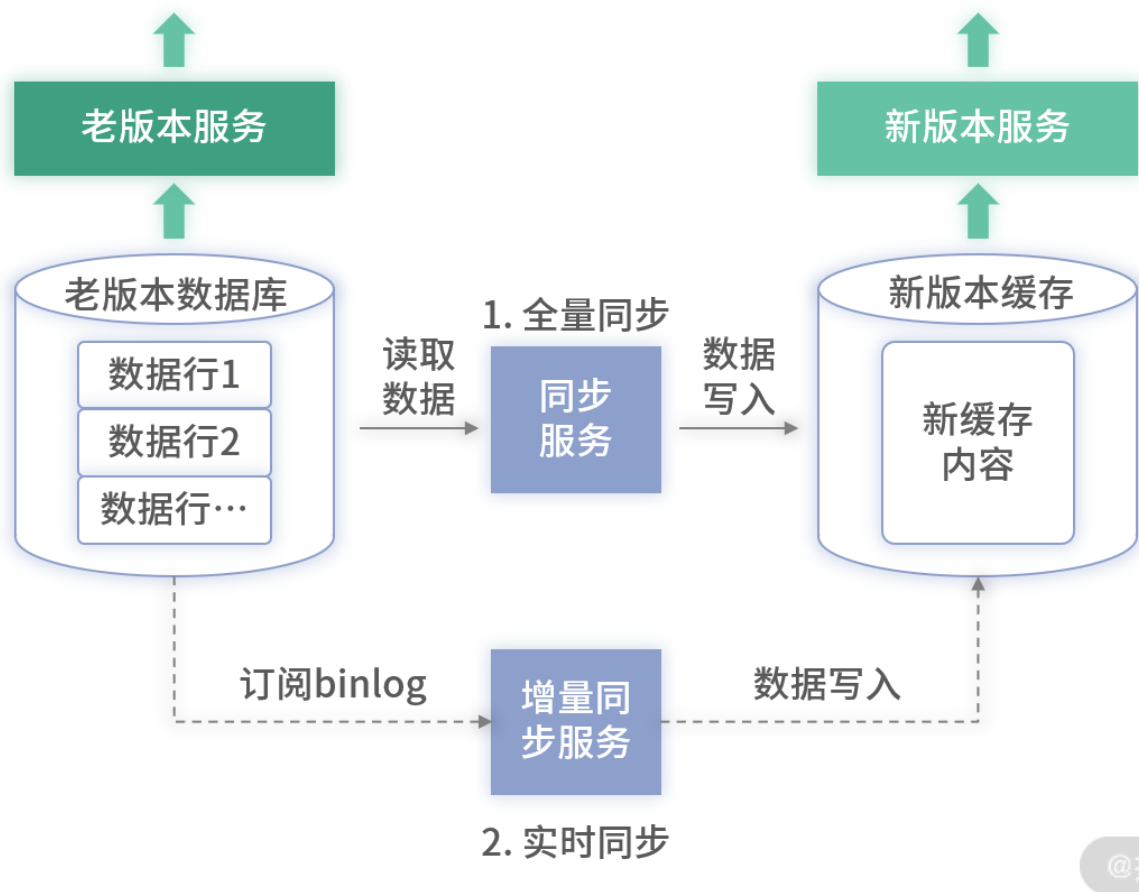 老版本服务
新版本服务
老版本数据库
新版本缓存
1. 全量同步
数据行1
数据行2
数据行…
读取
数据
同步
服务
数据
写入
新缓存
内容
订阅binlog
增量同
步服务
数据写入
2. 实时同步
@